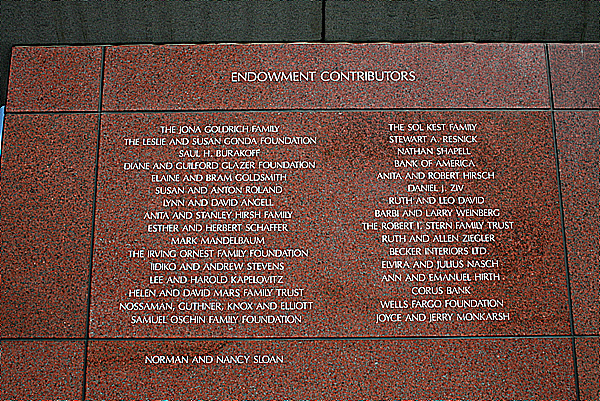 ENDOWMENT CONTRIBUTORS
THE JONA GOLDRICH FAMILY
THE LESLIE AND SUSAN GONDA FOUNDATION
SAUL H. BURAKOFF
DIANE AND GUILFORD GLAZER FOUNDATION
ELAINE AND BRAM GOLDSMITH
SUSAN AND ANTON ROLAND
LYNN AND DAVID ANGELL
ANITA AND STANLEY HIRSH FAMILY
ESTHER AND HERBERT SCHAFFER
MARK MANDELBAUM
THE IRVING ORNEST FAMILY FOUNDATION
ILDIKO AND ANDREW STEVENS
LEE AND HAROLD KAPELOVITZ
HELEN AND DAVID MARS FAMILY TRUST
NOSSAMAN, GUTHNER, KNOX AND ELLIOTT
SAMUEL OSCHIN FAMILY FOUNDATION
THE SOL KEST FAMILY
STEWART A. RESNICK
NATHAN SHAPELL
BANK OF AMERICA
ANITA AND ROBERT HIRSCH
DANIEL J. ZIV
RUTH AND LEO DAVID
BARBI AND LARRY WEINBERG
THE ROBERT I. STERN FAMILY TRUST
RUTH AND ALLEN ZIEGLER
BECKER INTERIORS LTD.
ELVIRA AND JULIUS NASCH
ANN AND EMANUEL HIRTH
CORUS BANK
WELLS FARGO FOUNDATION
JOYCE AND JERRY MONKARSH
NORMAN AND NANCY SLOAN